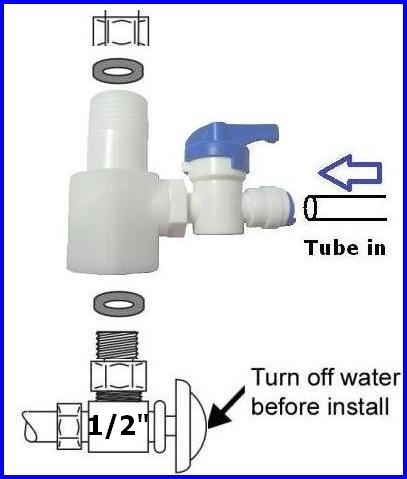 Tube in
Turn off water
before install
1/2"